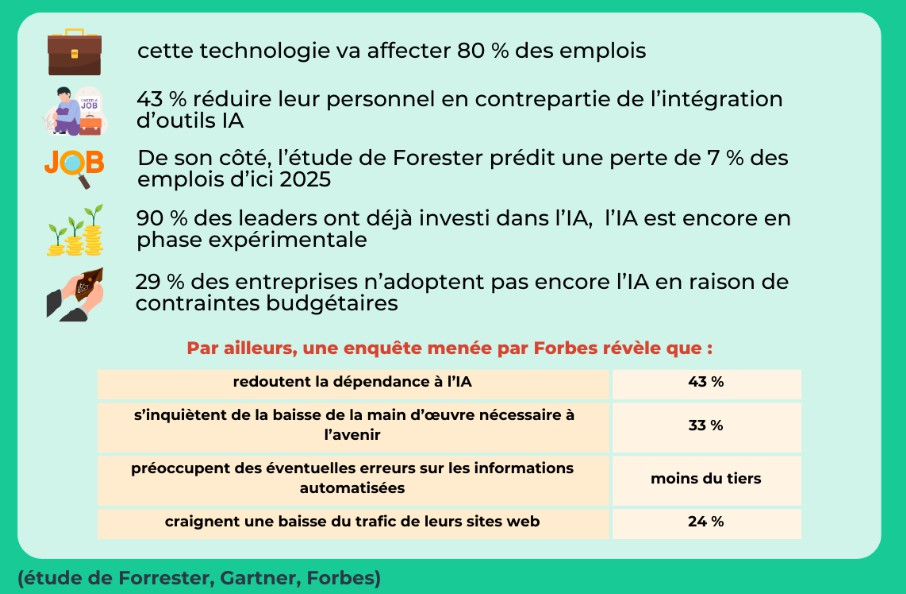 cette technologie va affecter 80 % des emplois
JOB
43 % réduire leur personnel en contrepartie de l'intégration
d'outils IA
JOB
De son côté, l'étude de Forester prédit une perte de 7 % des
emplois d'ici 2025
90 % des leaders ont déjà investi dans l'IA,  l'IA est encore en
phase expérimentale
29 % des entreprises n'adoptent pas encore l'IA en raison de
contraintes budgétaires
Par ailleurs, une enquête menée par Forbes révèle que :
redoutent la dépendance à l'IA
43 %
s'inquiètent de la baisse de la main d'œuvre nécessaire à
l'avenir
33 %
préoccupent des éventuelles erreurs sur les informations
automatisées
moins du tiers
craignent une baisse du trafic de leurs sites web
24 %
(étude de Forrester, Gartner, Forbes)